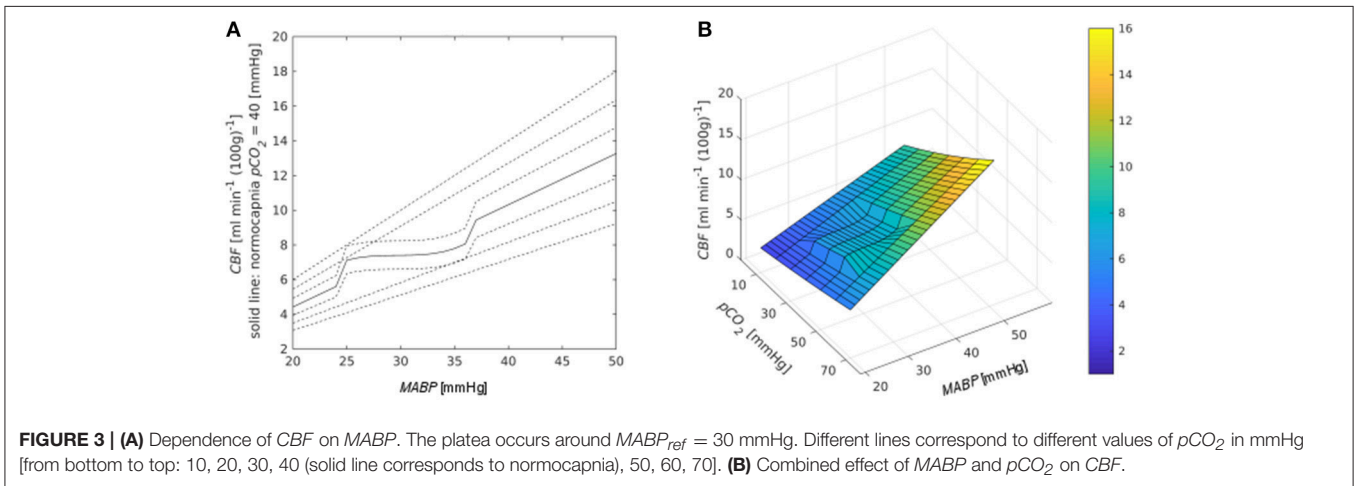 A
CBF [ml min-1 (100g)-1]
solid line: normocapnia pCO2 = 40 [mmHg]
20
18
16
14
12
10
8
6
4
2
20 25 30 35 40 45 50
MABP [mmHg]
B
CBF [ml min-1 (100g)-1]
20
15
10
5
0
10
30
50
70
pCO2 [mmHg]
20
30
40
50
MABP [mmHg]
16
14
12
10
8
6
4
2
FIGURE 3 | (A) Dependence of CBF on MABP. The platea occurs around MABPref = 30 mmHg. Different lines correspond to different values of pCO2 in mmHg
[from bottom to top: 10, 20, 30, 40 (solid line corresponds to normocapnia), 50, 60, 70]. (B) Combined effect of MABP and pCO2 on CBF.